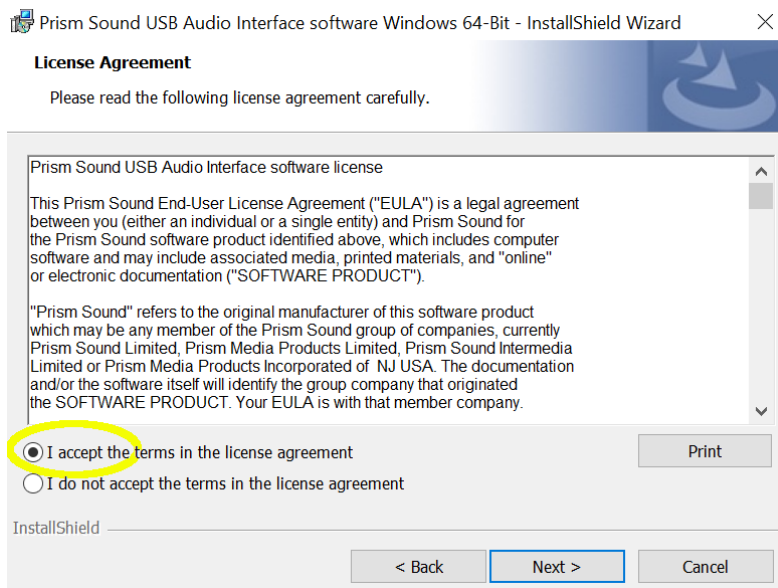 Prism Sound USB Audio Interface software Windows 64-Bit - InstallShield Wizard
License Agreement
Please read the following license agreement carefully.
Prism Sound USB Audio Interface software license
This Prism Sound End-User License Agreement ("EULA") is a legal agreement
between you (either an individual or a single entity) and Prism Sound for
the Prism Sound software product identified above, which includes computer
software and may include associated media, printed materials, and "online"
or electronic documentation ("SOFTWARE PRODUCT").
"Prism Sound" refers to the original manufacturer of this software product
which may be any member of the Prism Sound group of companies, currently
Prism Sound Limited, Prism Media Products Limited, Prism Sound Intermedia
Limited or Prism Media Products Incorporated of  NJ USA. The documentation
and/or the software itself will identify the group company that originated
the SOFTWARE PRODUCT. Your EULA is with that member company.
I accept the terms in the license agreement
Print
I do not accept the terms in the license agreement
InstallShield
< Back
Next >
Cancel